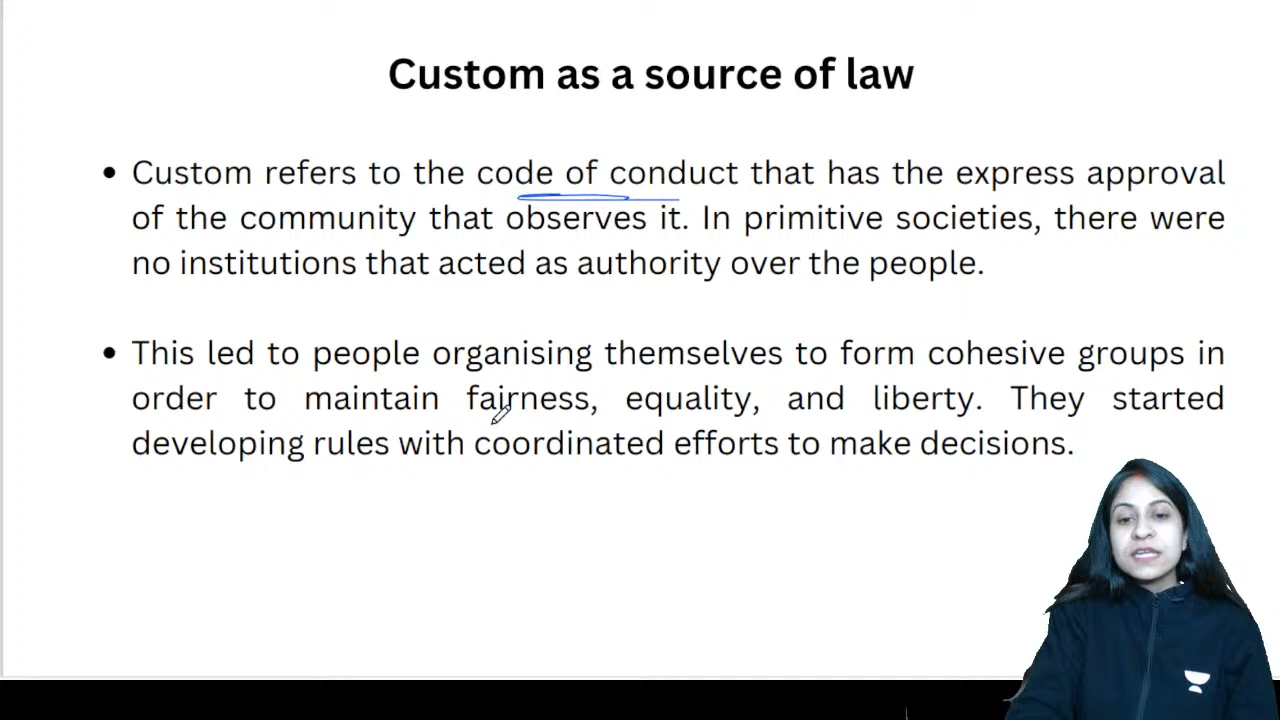 Custom as a source of law
• Custom refers to the code of conduct that has the express approval
of the community that observes it. In primitive societies, there were
no institutions that acted as authority over the people.
• This led to people organising themselves to form cohesive groups in
order to maintain fairness, equality, and liberty. They started
developing rules with coordinated efforts to make decisions.